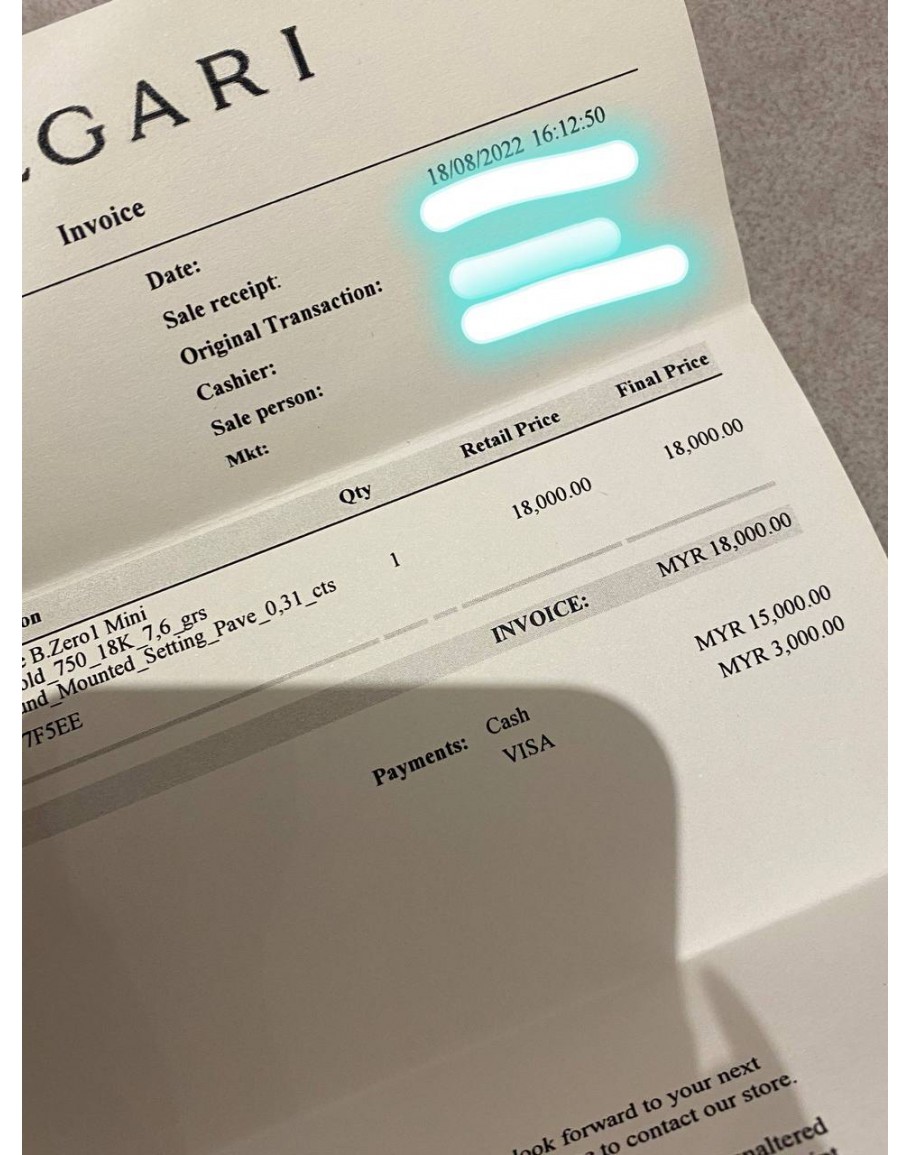 GARI
Invoice
Date: 18/08/2022 16:12:50
Sale receipt:
Original Transaction:
Cashier:
Sale person:
Mkt:
Qty Retail Price Final Price
1 18,000.00 18,000.00
: B.Zero1 Mini
old_750_18K_7,6_grs
and_Mounted_Setting_Pave_0,31_cts
7F5EE
INVOICE: MYR 18,000.00
Payments: Cash MYR 15,000.00
VISA MYR 3,000.00
look forward to your next
to contact our store.
naltered